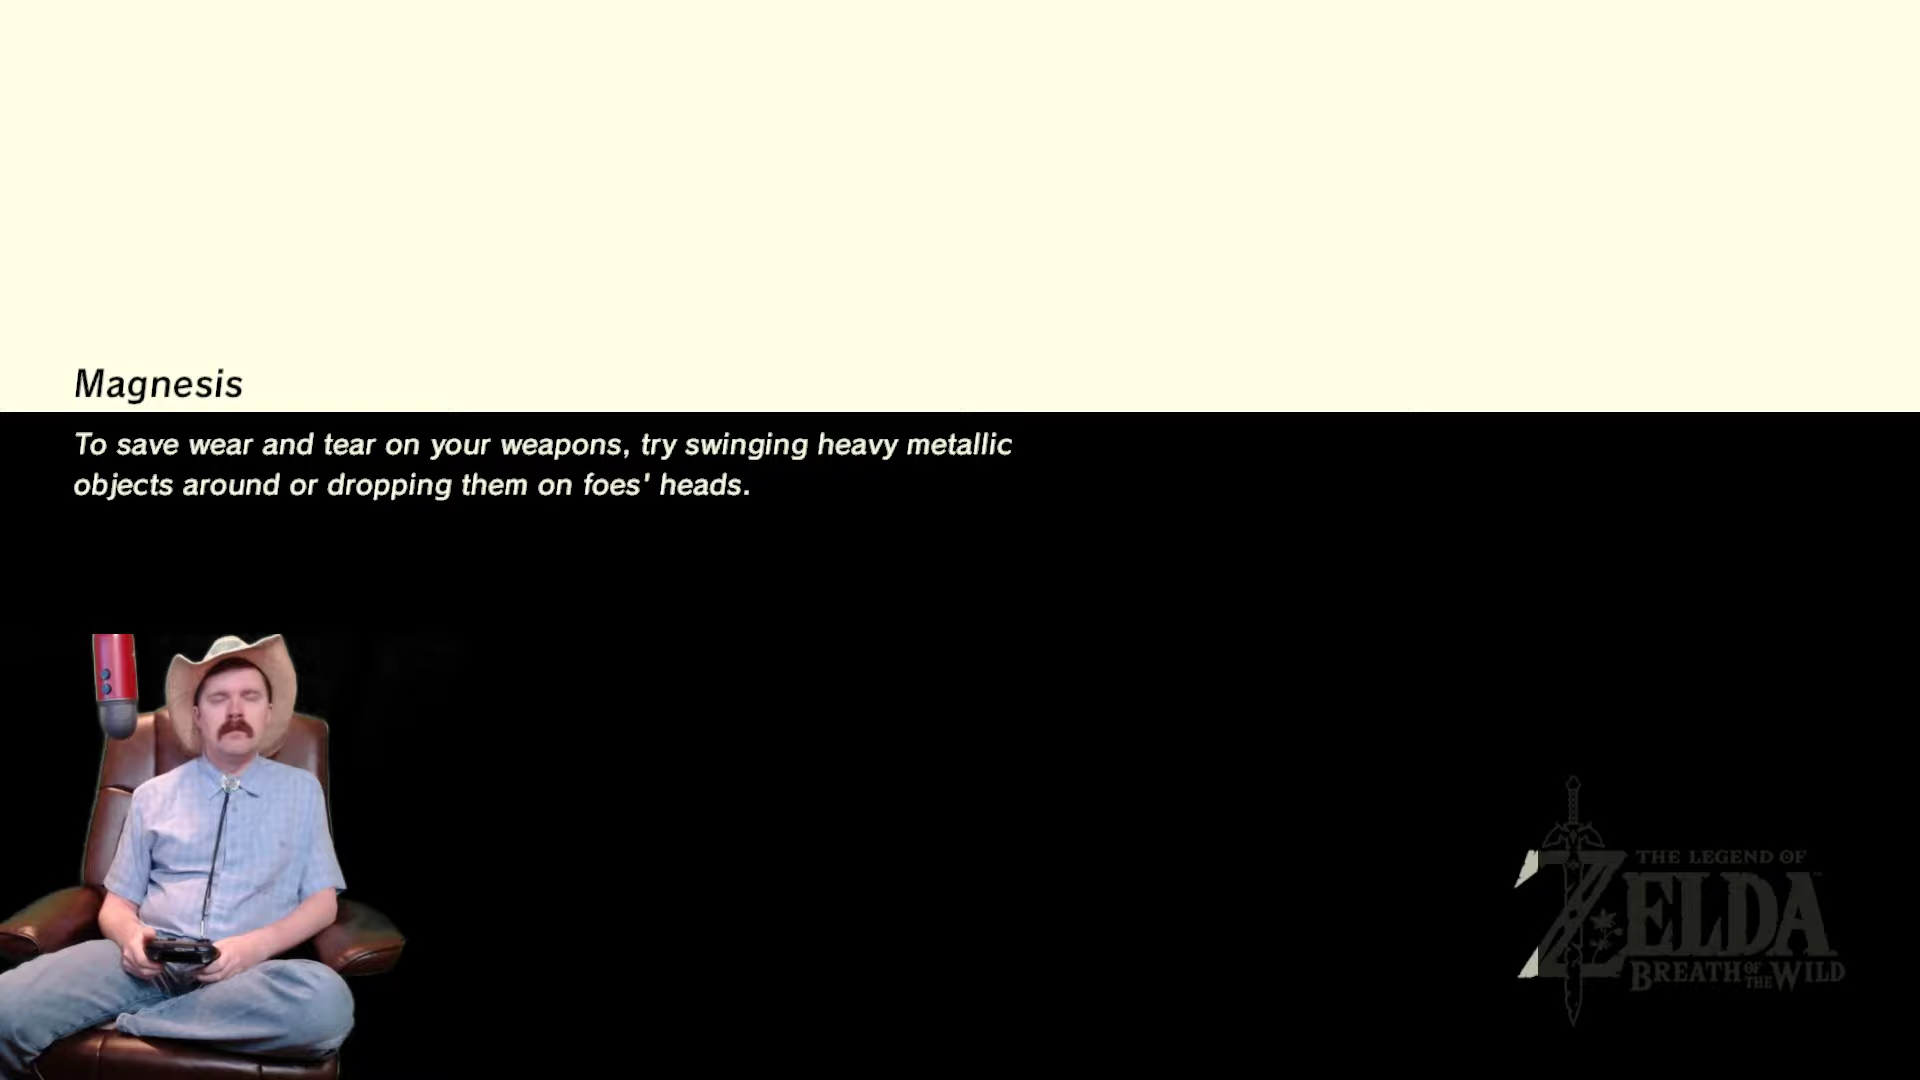 Magnesis
To save wear and tear on your weapons, try swinging heavy metallic
objects around or dropping them on foes' heads.
THE LEGEND OF
ZELDA
BREATH OF THE WILD